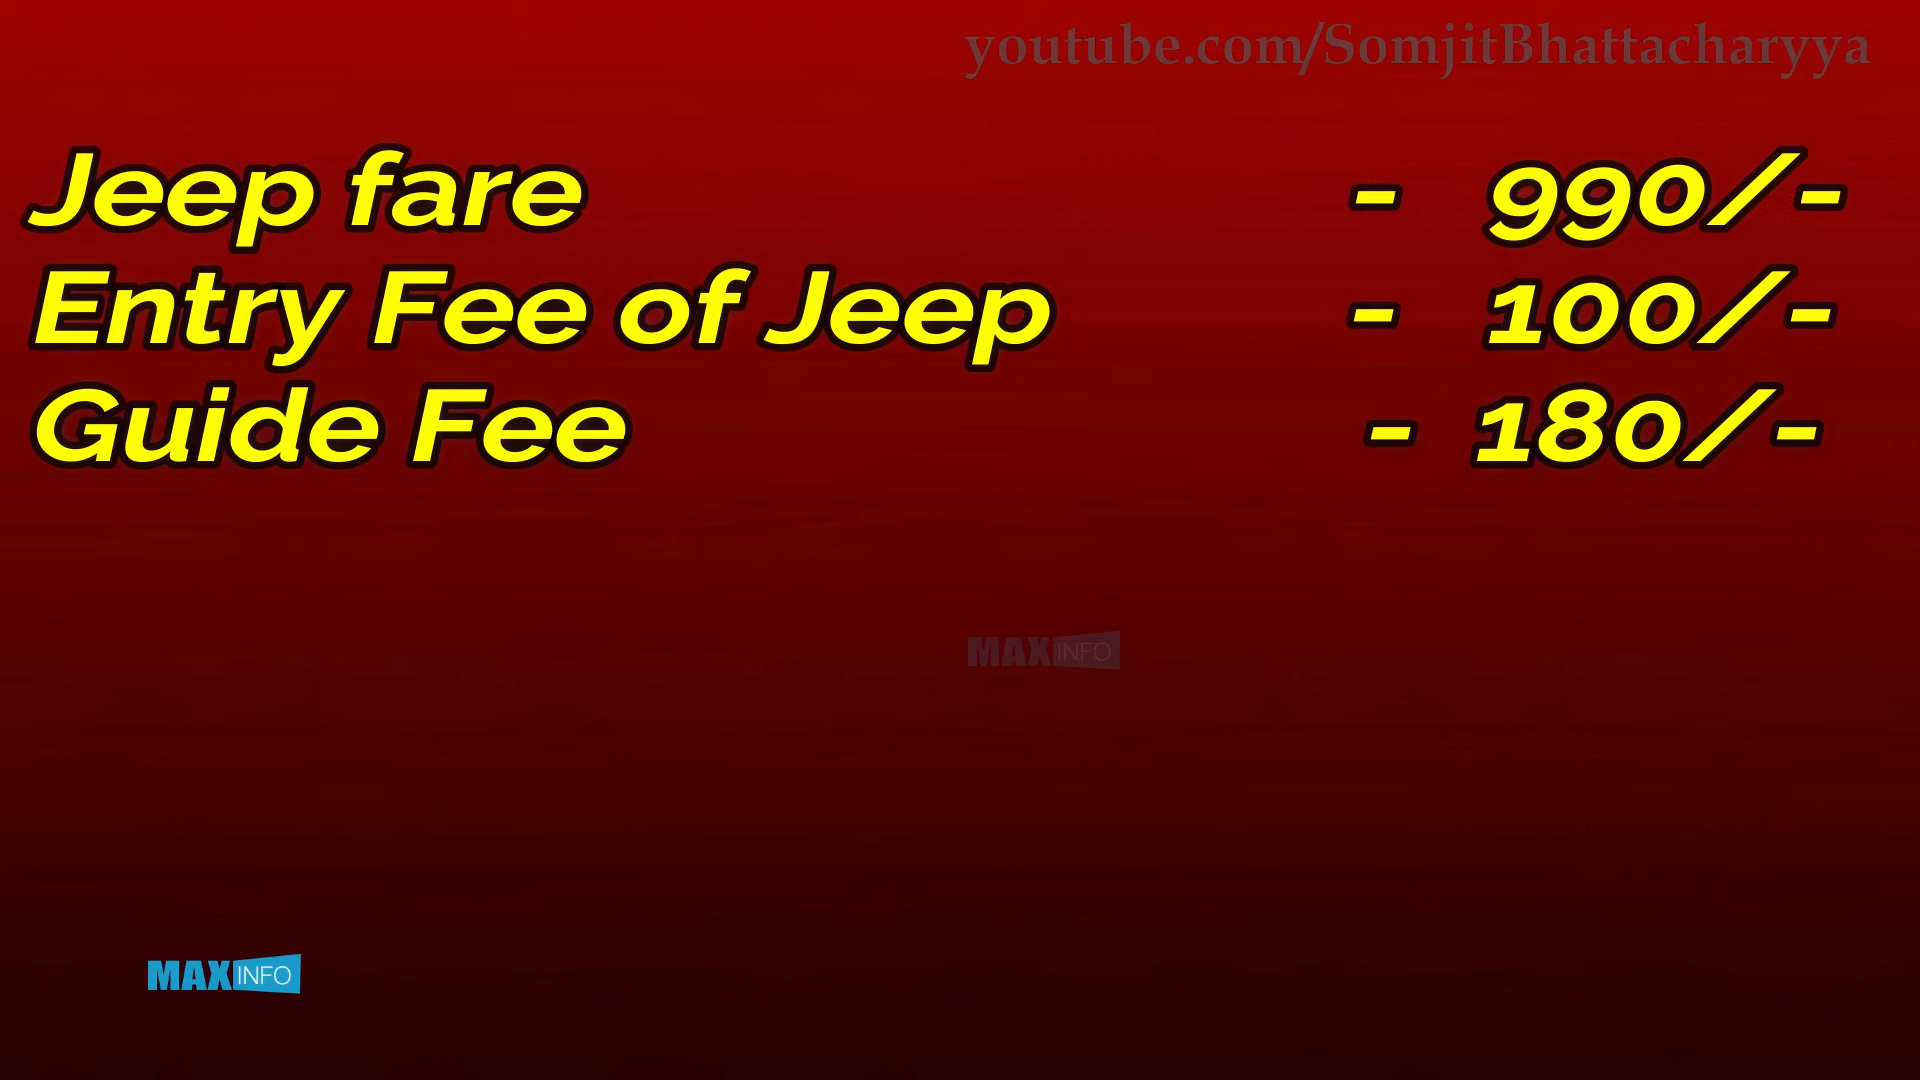 youtube.com/SomjitBhattacharyya
Jeep fare - 990/-
Entry Fee of Jeep - 100/-
Guide Fee - 180/-
MAXINFO
MAXINFO